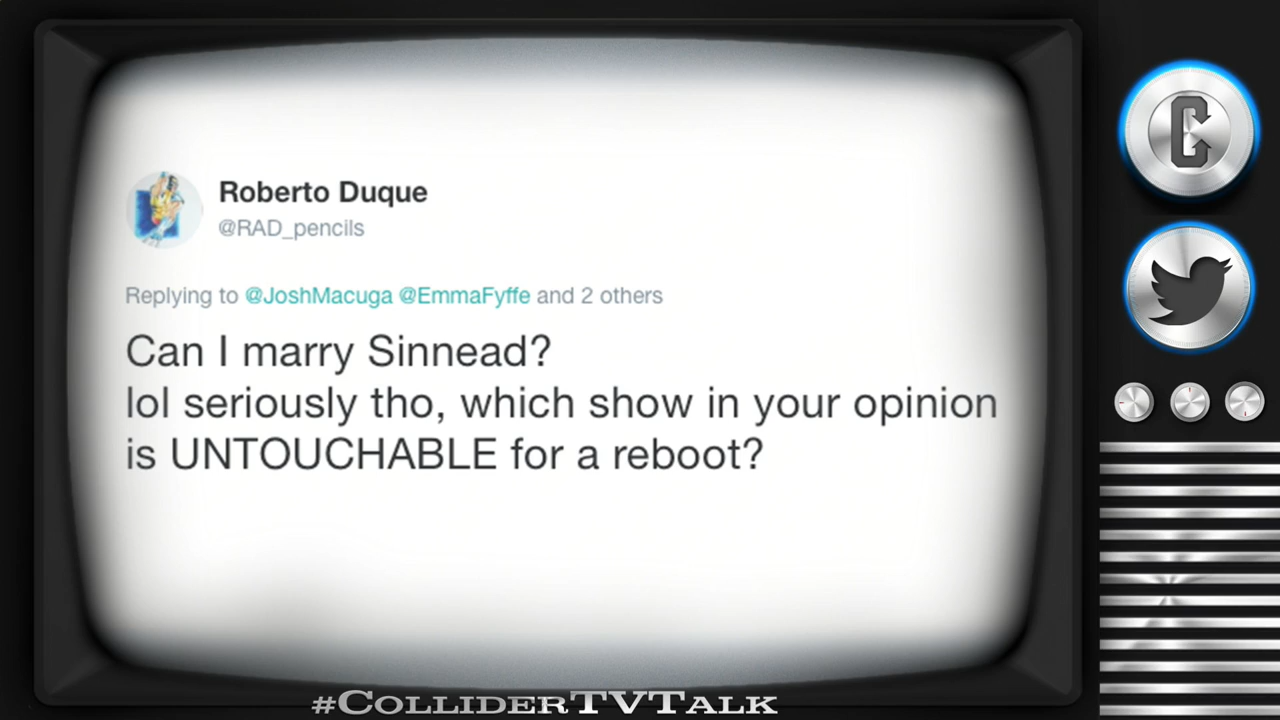 Roberto Duque
@RAD_pencils
Replying to @JoshMacuga @EmmaFyffe and 2 others
Can I marry Sinnead?
lol seriously tho, which show in your opinion
is UNTOUCHABLE for a reboot?
#ColliderTVTalk